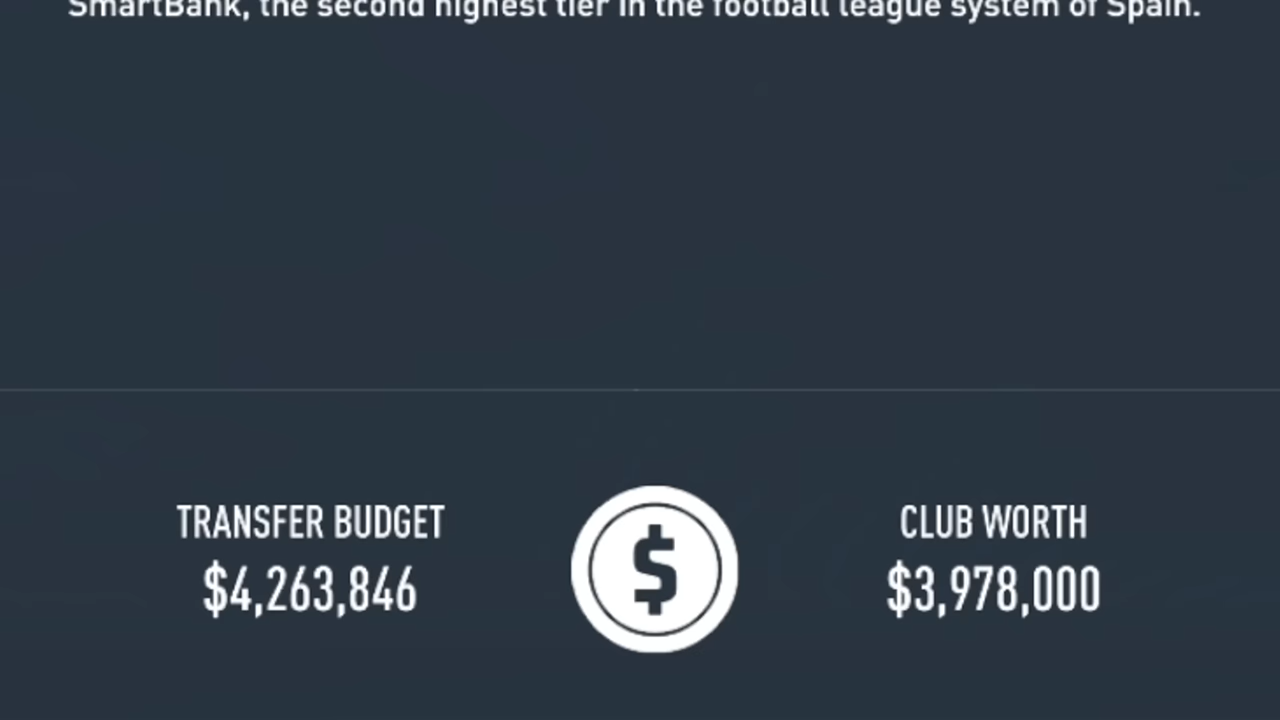 SmartBank, the second highest tier in the football league system of Spain.
TRANSFER BUDGET
$4,263,846
$
CLUB WORTH
$3,978,000